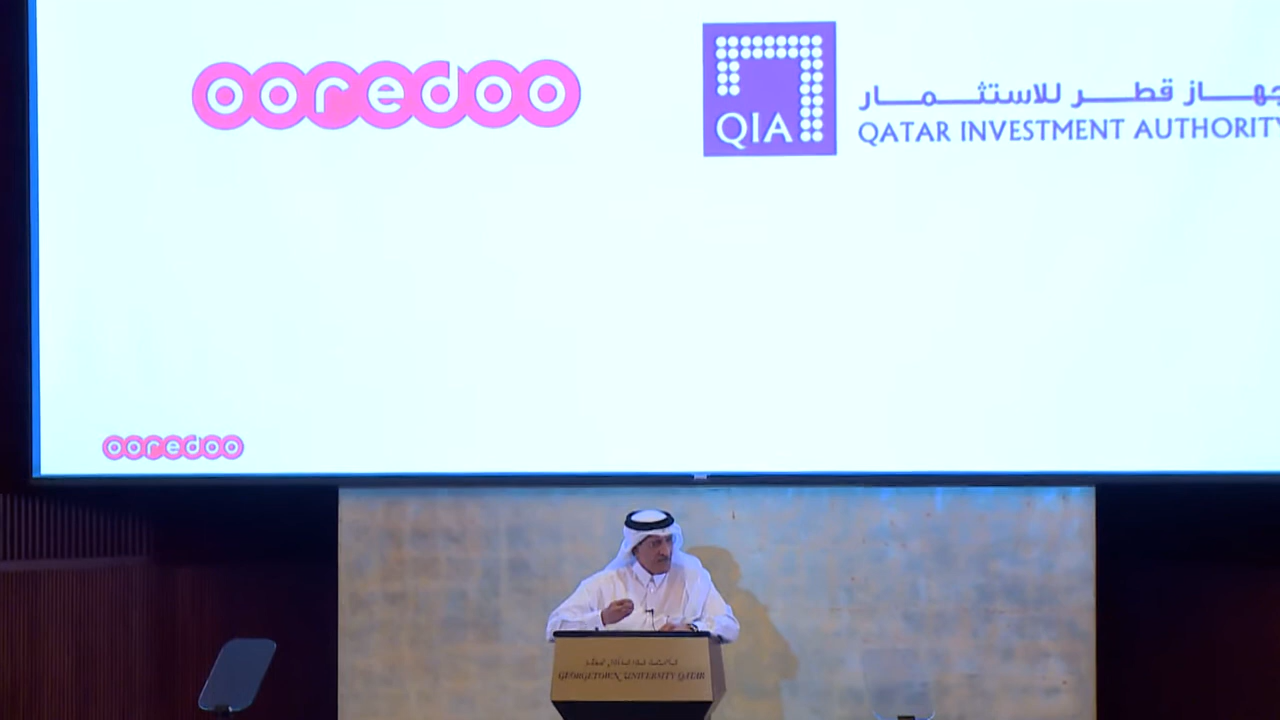 ooredoo
QIA
جهاز قطر للاستثمار
QATAR INVESTMENT AUTHORITY
ooredoo
GEORGETOWN UNIVERSITY QATAR